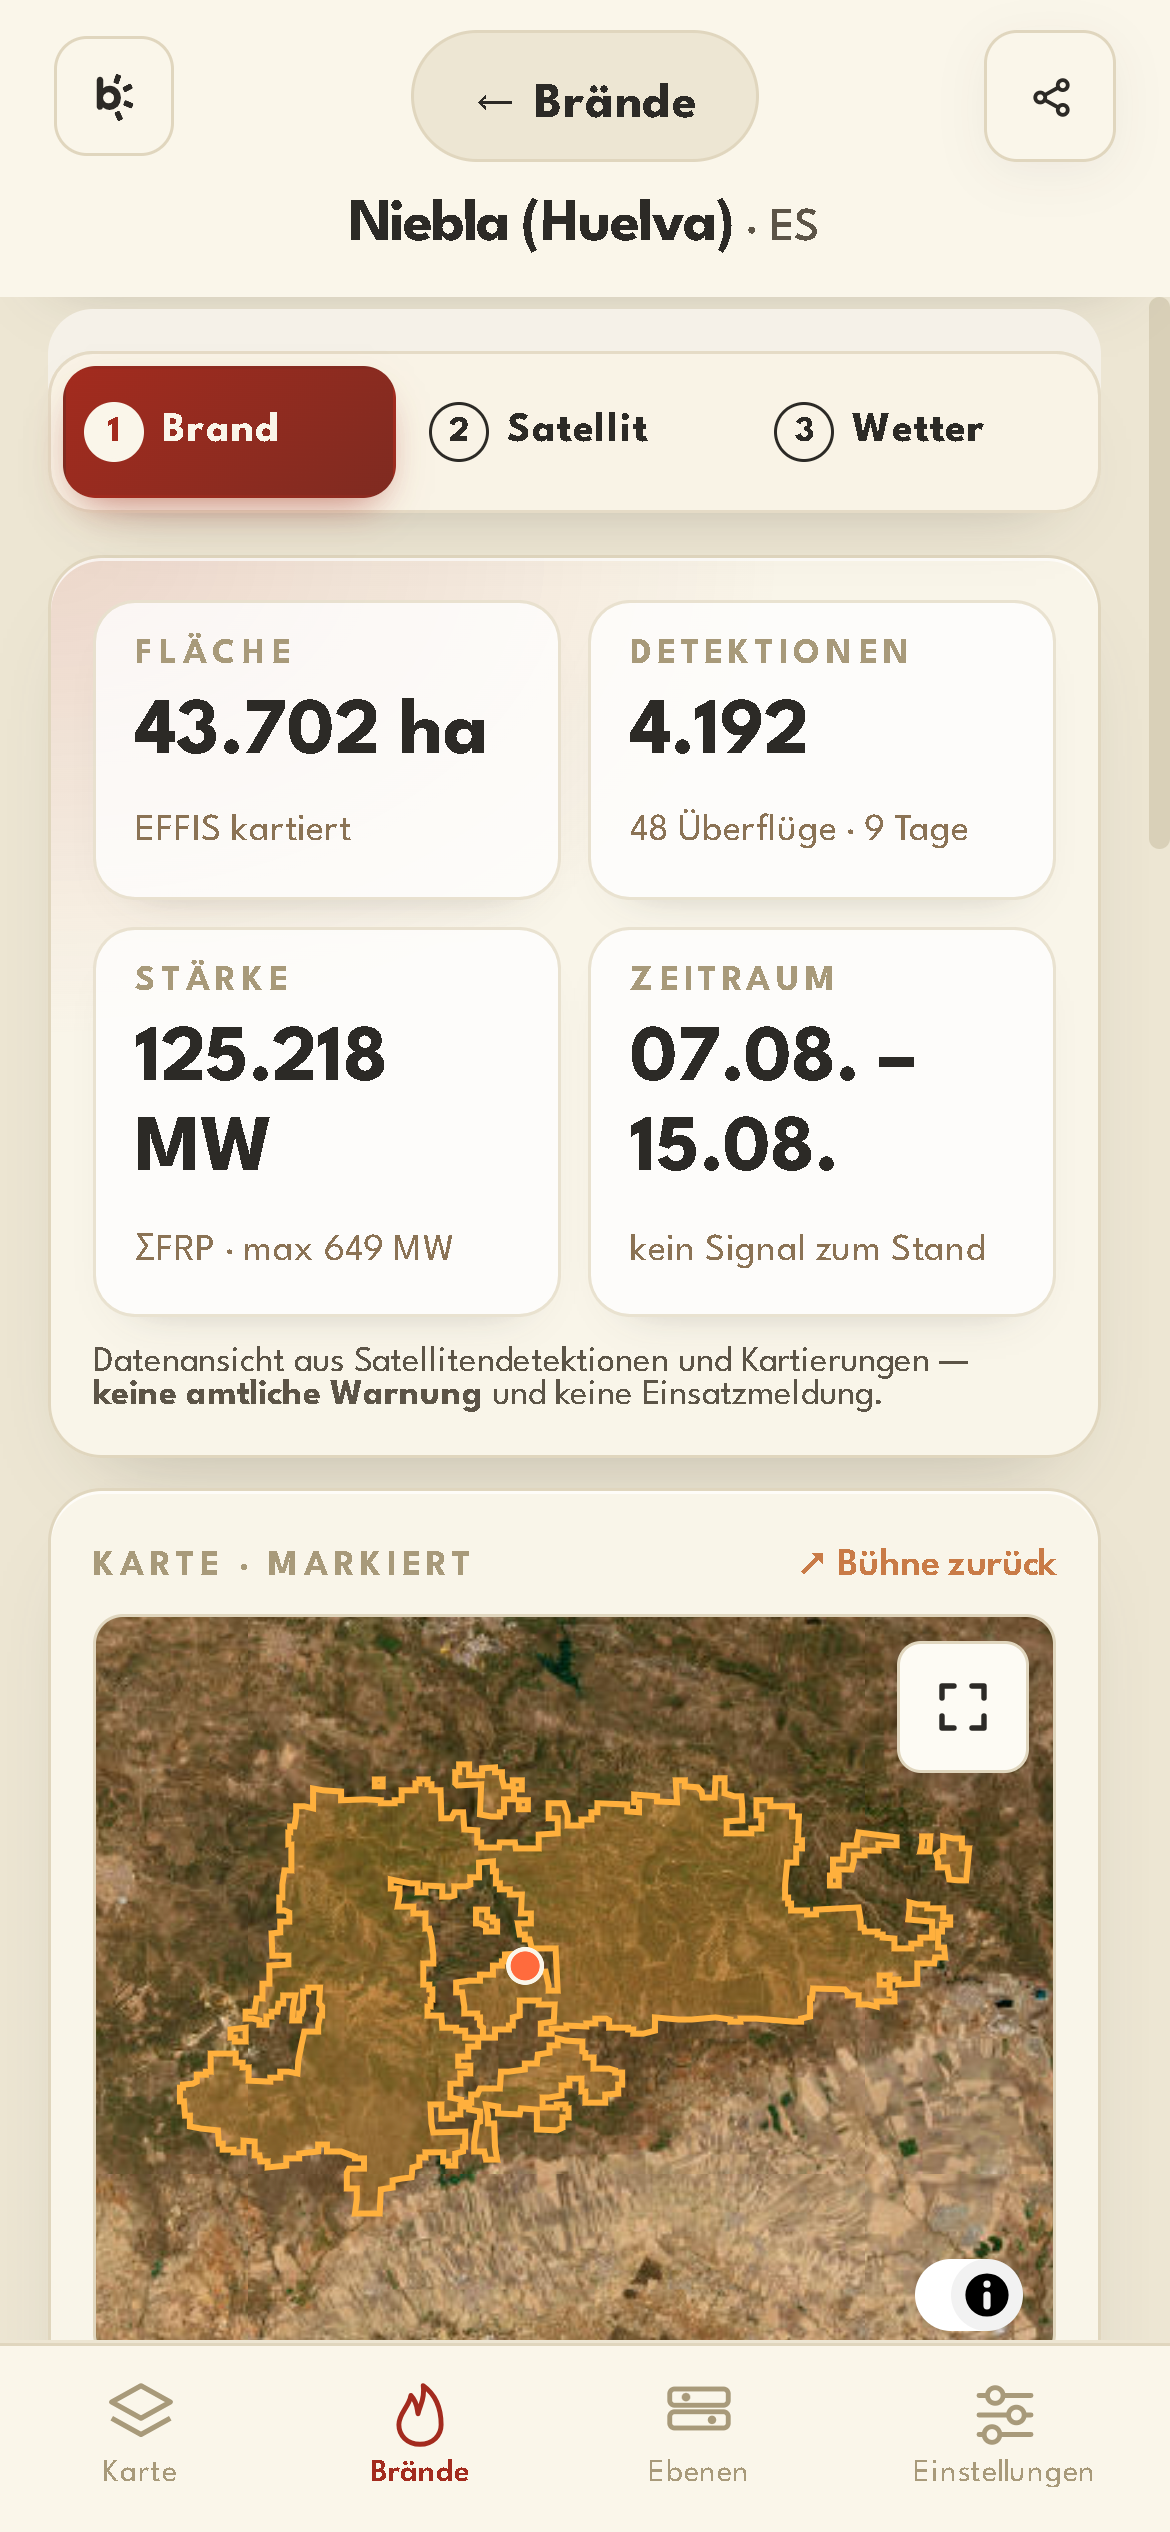 ← Brände
Niebla (Huelva) · ES
1 Brand
2 Satellit
3 Wetter
FLÄCHE
43.702 ha
EFFIS kartiert
DETEKTIONEN
4.192
48 Überflüge · 9 Tage
STÄRKE
125.218
MW
ΣFRP · max 649 MW
ZEITRAUM
07.08. –
15.08.
kein Signal zum Stand
Datenansicht aus Satellitendetektionen und Kartierungen —
keine amtliche Warnung und keine Einsatzmeldung.
KARTE · MARKIERT
↗ Bühne zurück
Karte
Brände
Ebenen
Einstellungen